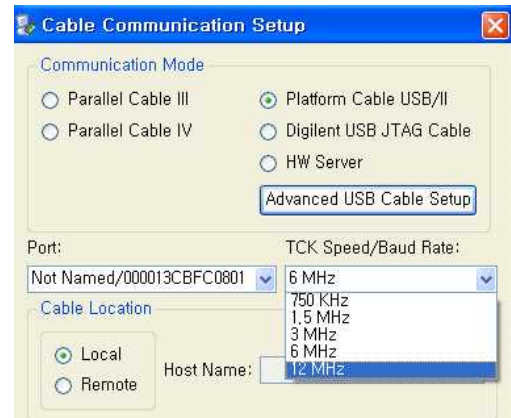 Cable Communication Setup
Communication Mode
Parallel Cable III
Platform Cable USB/II
Parallel Cable IV
Digilent USB JTAG Cable
HW Server
Advanced USB Cable Setup
Port:
TCK Speed/Baud Rate:
Not Named/000013CBFC0801
6 MHz
750 KHz
1.5 MHz
3 MHz
6 MHz
12 MHz
Cable Location
Local
Remote
Host Name: